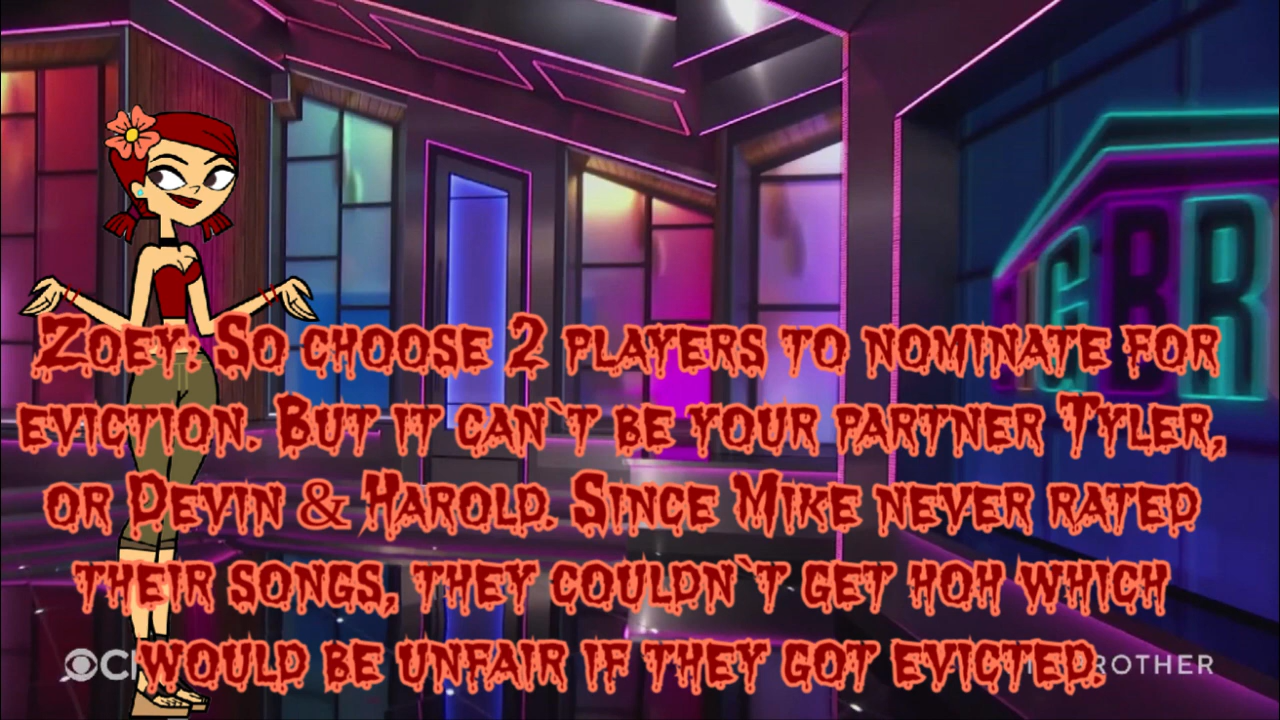 Zoey: So choose 2 players to nominate for
eviction. But it can`t be your partner Tyler,
or Devin & Harold. Since Mike never rated
their songs, they couldn`t get hoh which
would be unfair if they got evicted.
GBR